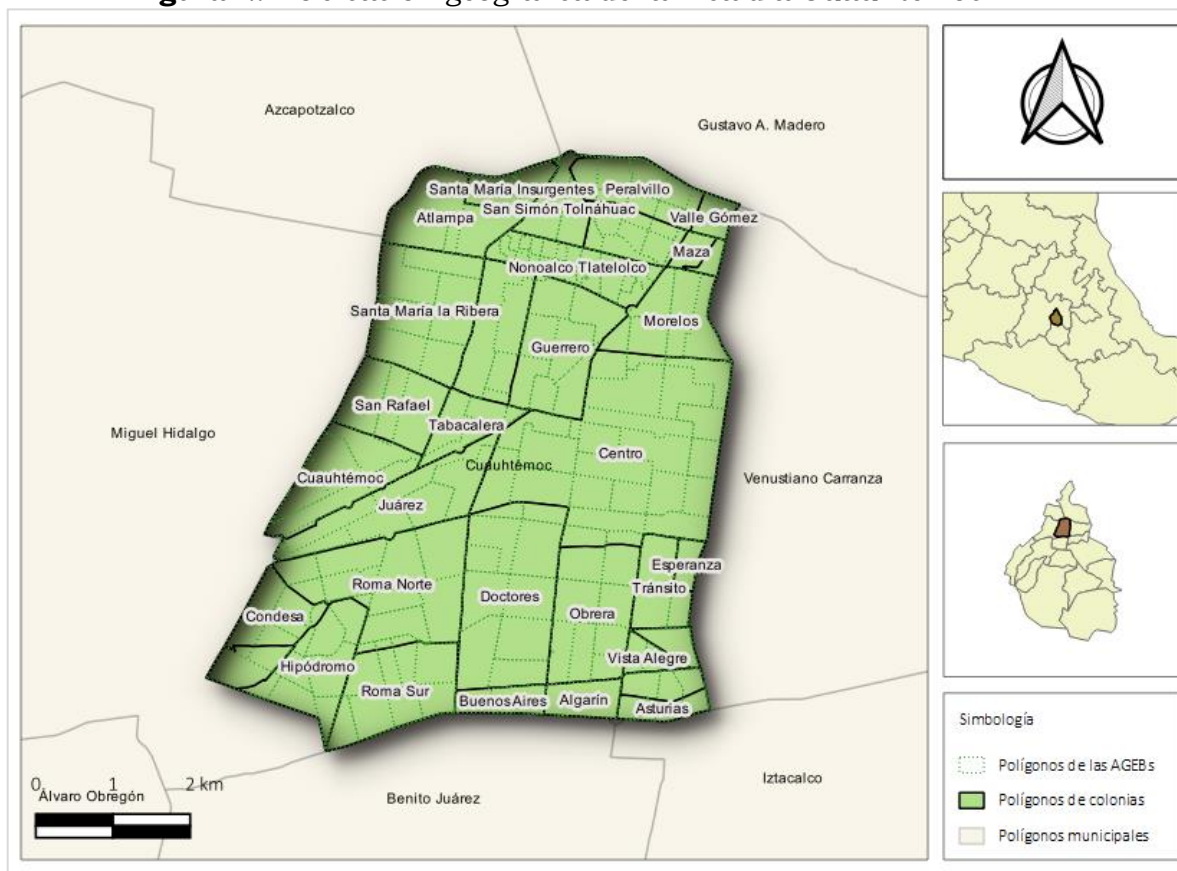 Azcapotzalco
Gustavo A. Madero
Santa María Insurgentes
Peralvillo
San Simón Tolnáhuac
Atlampa
Valle Gómez
Maza
Nonoalco Tlatelolco
Santa María la Ribera
Morelos
Guerrero
San Rafael
Tabacalera
Miguel Hidalgo
Centro
Cuauhtémoc
Cuauhtémoc
Venustiano Carranza
Juárez
Esperanza
Roma Norte
Tránsito
Doctores
Condesa
Obrera
Vista Alegre
Hipódromo
Roma Sur
Buenos Aires
Algarín
Asturias
Iztacalco
0 1 2 km
Álvaro Obregón
Benito Juárez
Simbología
Polígonos de las AGEBs
Polígonos de colonias
Polígonos municipales